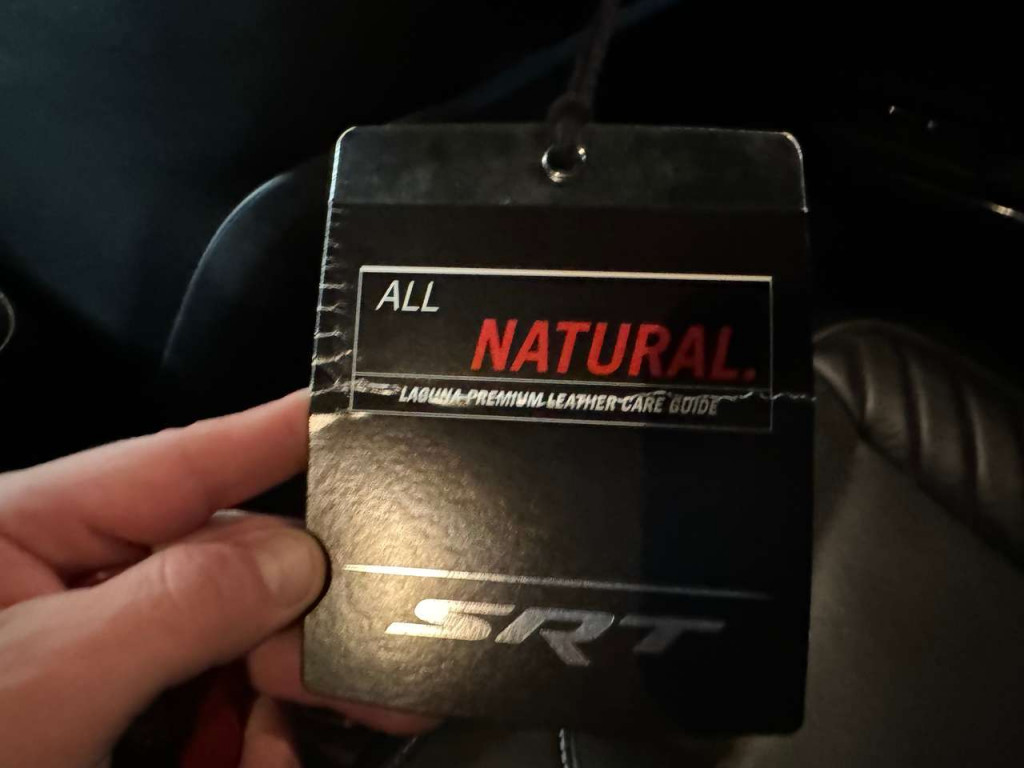 ALL
NATURAL.
LAGUNA PREMIUM LEATHER CARE GUIDE
SRT